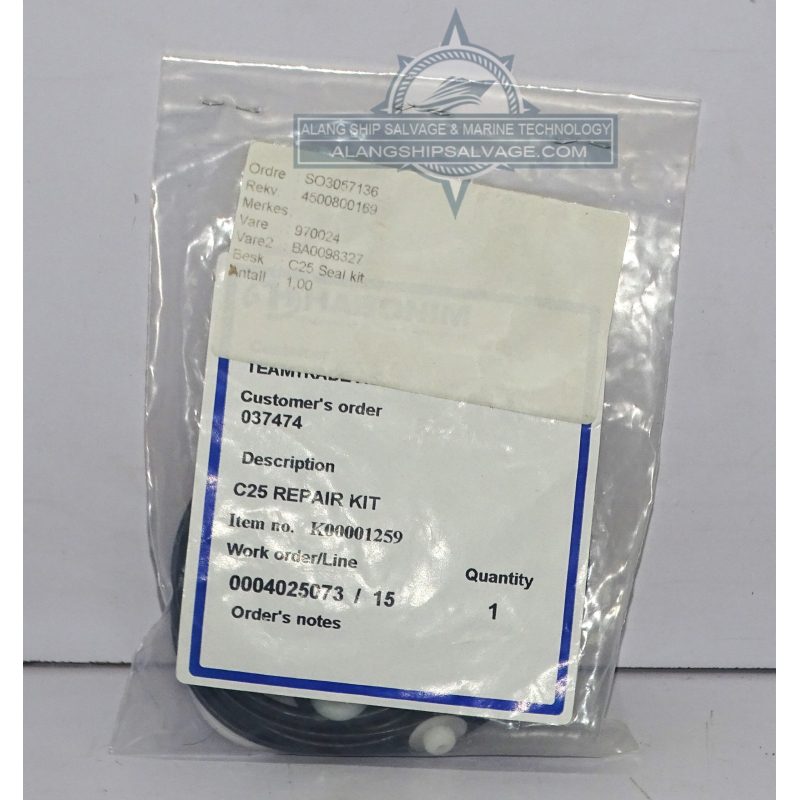 ALANG SHIP SALVAGE & MARINE TECHNOLOGY
ALANGSHIPSALVAGE.COM
Ordre SO3057136
Rekv. 4500800169
Merkes.
Vare : 970024
Vare2 : BA0098327
Besk : C25 Seal kit
Antall 1,00
Customer's order
037474
Description
C25 REPAIR KIT
Item no. K00001259
Work order/Line
Quantity
0004025073 / 15
1
Order's notes